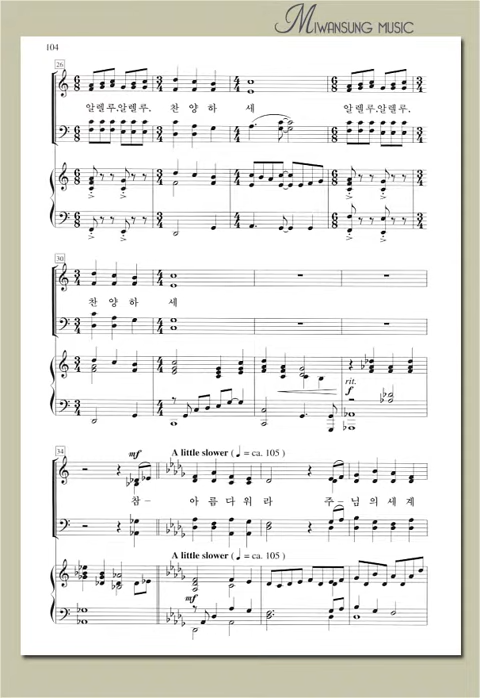 MIWANSUNG MUSIC
104
26
알렐루.알렐루. 찬 양 하 세 알렐루.알렐루.
30
찬 양 하 세
rit.
f
34
mf A little slower ( ♩ = ca. 105 )
참 – 아 름 다 워 라 주 – 님 의 세 계
A little slower ( ♩ = ca. 105 )
mf